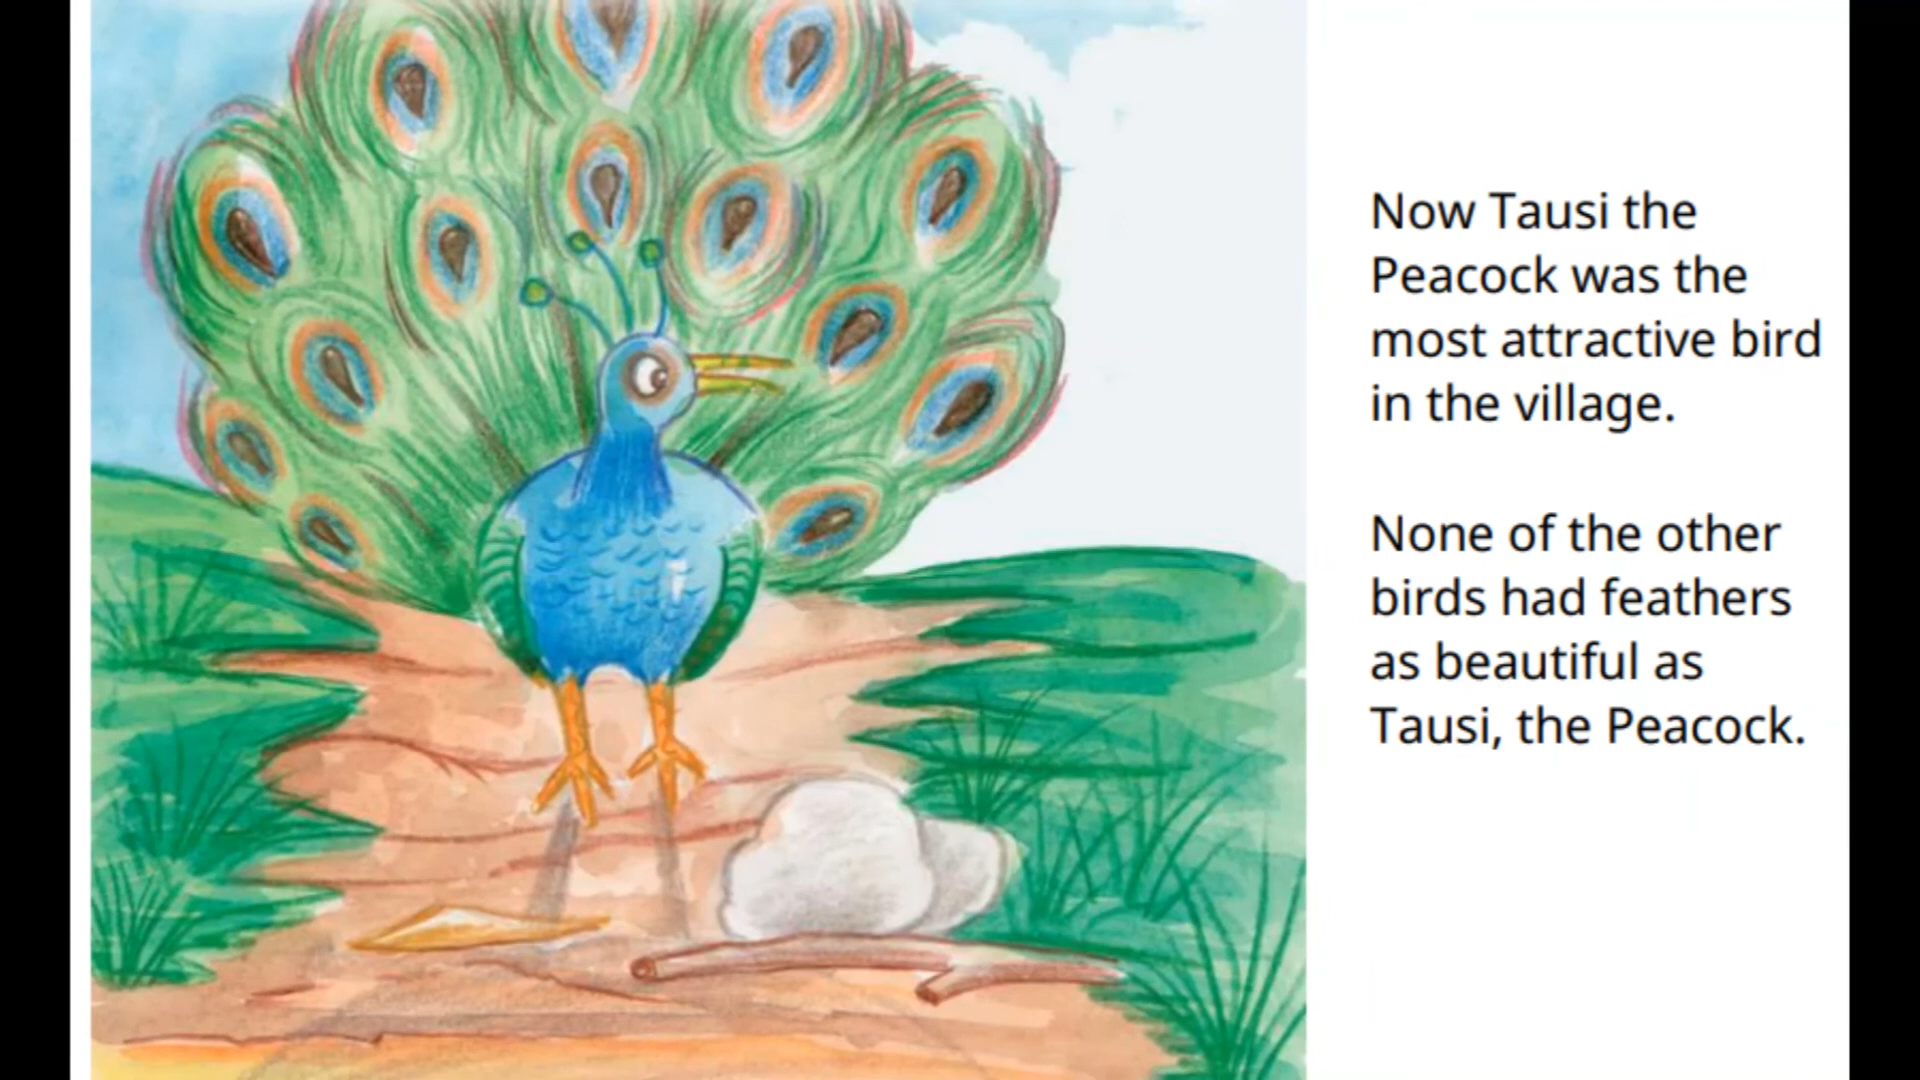 Now Tausi the
Peacock was the
most attractive bird
in the village.
None of the other
birds had feathers
as beautiful as
Tausi, the Peacock.